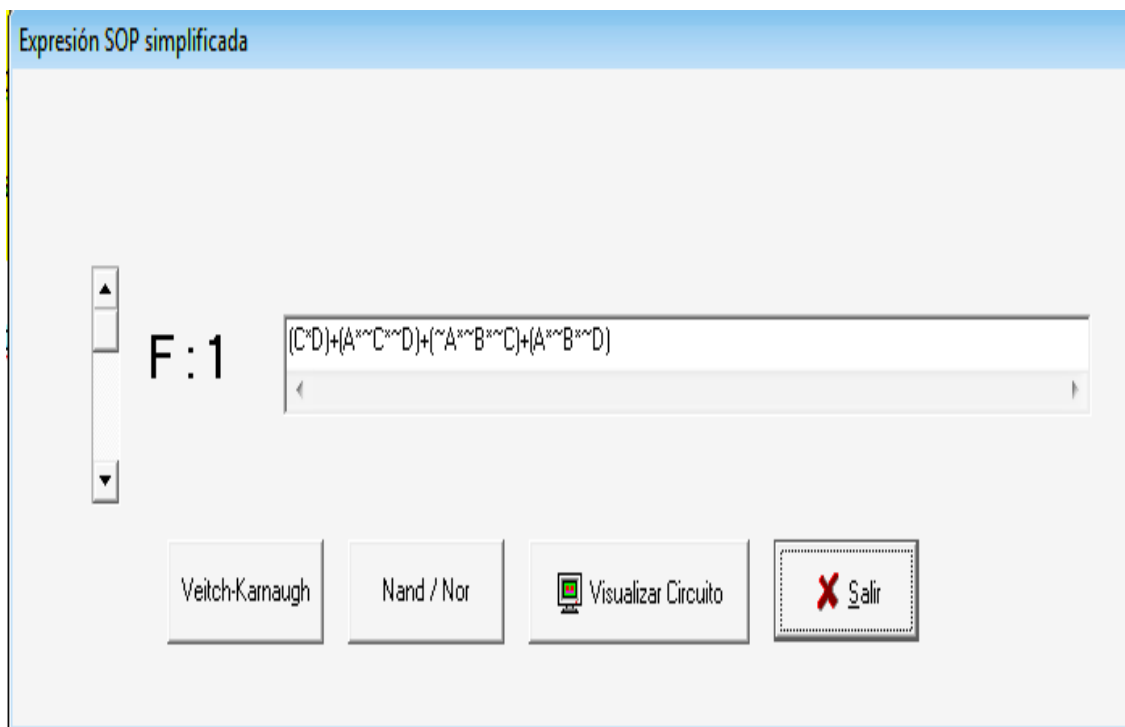 Expresión SOP simplificada
F : 1
(C*D)+(A*~C*~D)+(~A*~B*~C)+(A*~B*~D)
Veitch-Karnaugh
Nand / Nor
Visualizar Circuito
Salir